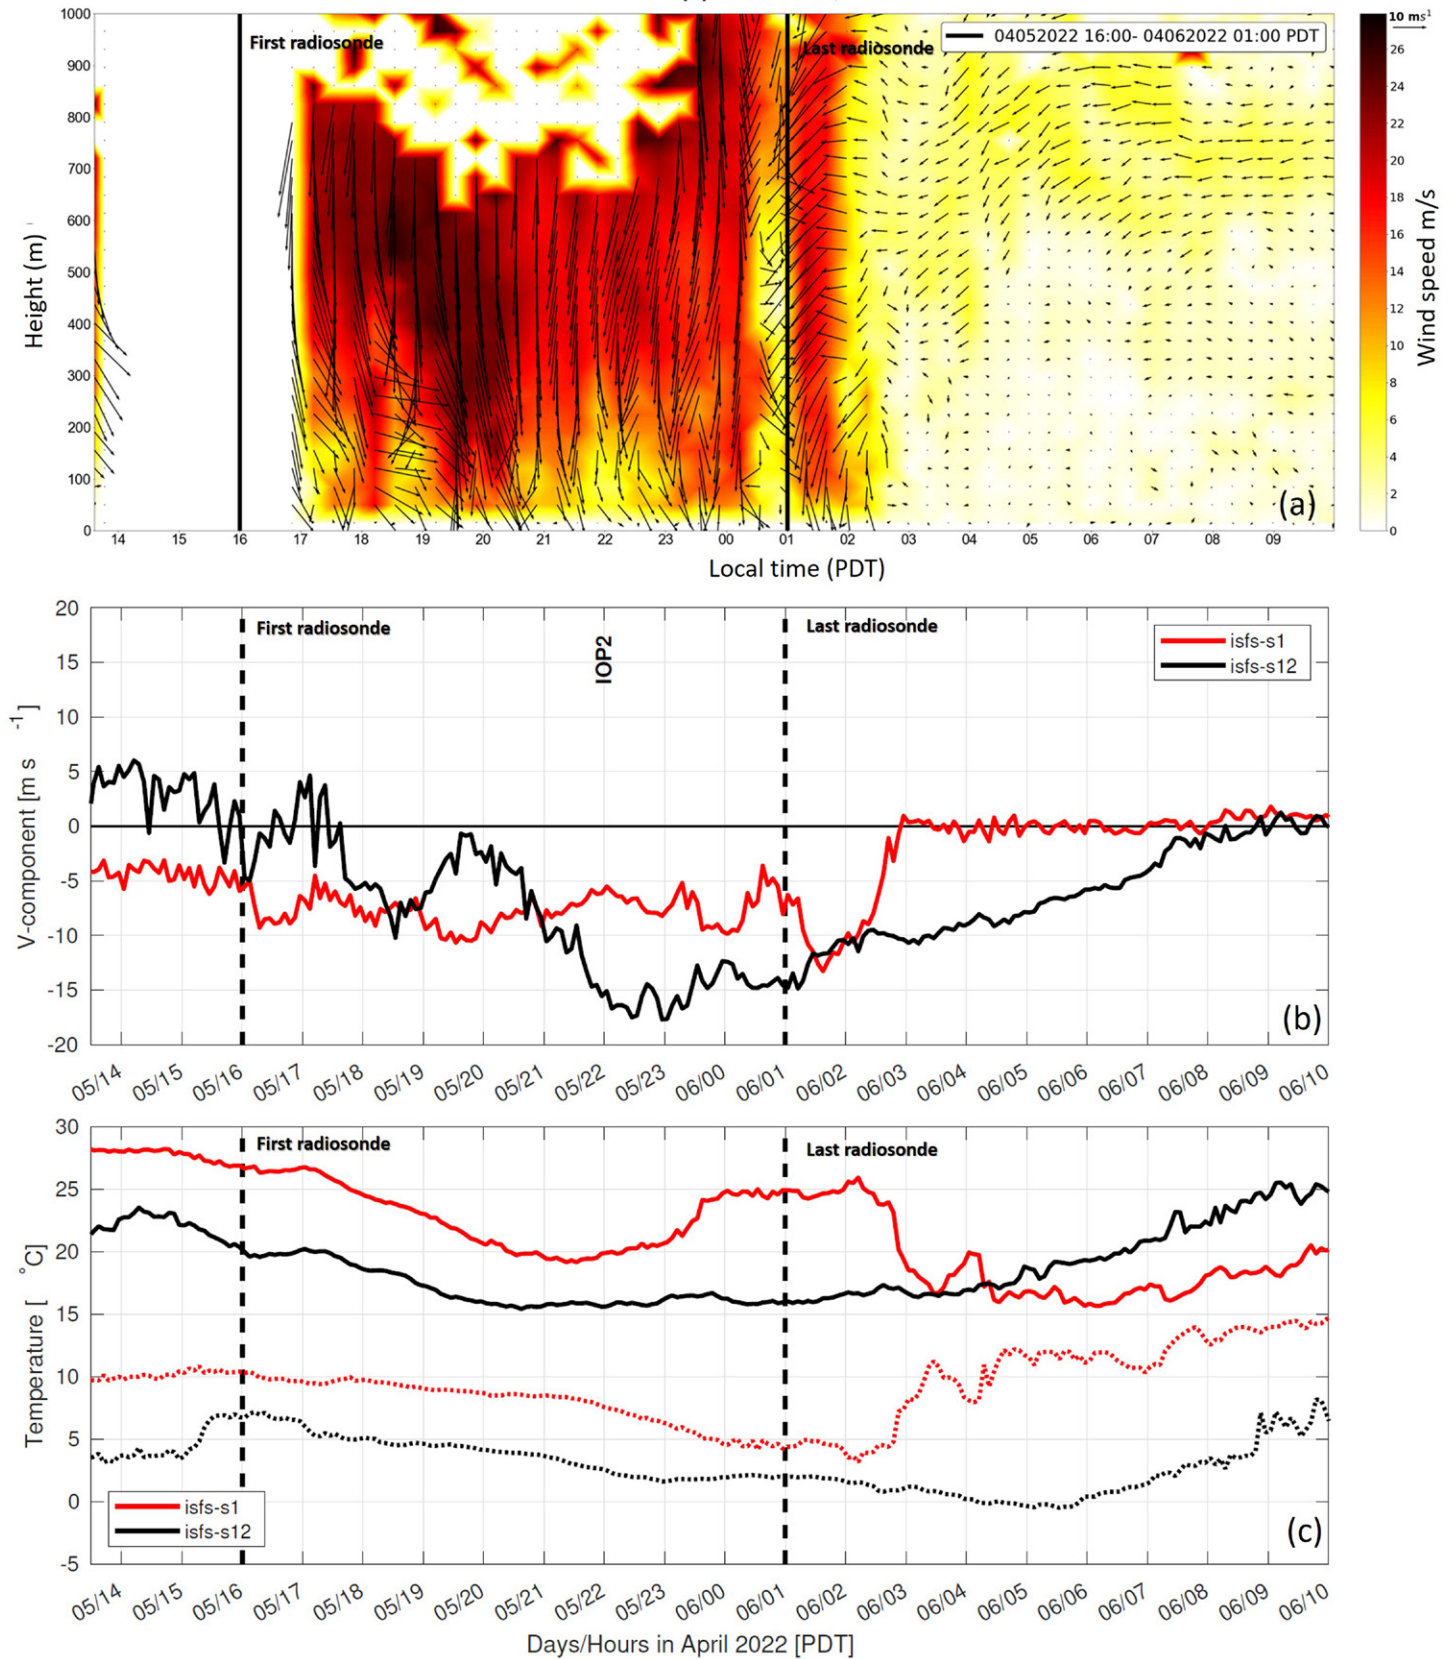 1000
900
800
700
600
500
400
300
200
100
0
Height (m)
First radiosonde
Last radiosonde
04052022 16:00- 04062022 01:00 PDT
(a)
14 15 16 17 18 19 20 21 22 23 00 01 02 03 04 05 06 07 08 09
Local time (PDT)
10 ms¹
26
24
22
20
18
16
14
12
10
8
6
4
2
0
Wind speed m/s
20
15
10
5
0
-5
-10
-15
-20
V-component [m s -1]
First radiosonde
IOP2
Last radiosonde
isfs-s1
isfs-s12
(b)
05/14 05/15 05/16 05/17 05/18 05/19 05/20 05/21 05/22 05/23 06/00 06/01 06/02 06/03 06/04 06/05 06/06 06/07 06/08 06/09 06/10
30
25
20
15
10
5
0
-5
Temperature [ °C]
First radiosonde
Last radiosonde
isfs-s1
isfs-s12
(c)
05/14 05/15 05/16 05/17 05/18 05/19 05/20 05/21 05/22 05/23 06/00 06/01 06/02 06/03 06/04 06/05 06/06 06/07 06/08 06/09 06/10
Days/Hours in April 2022 [PDT]